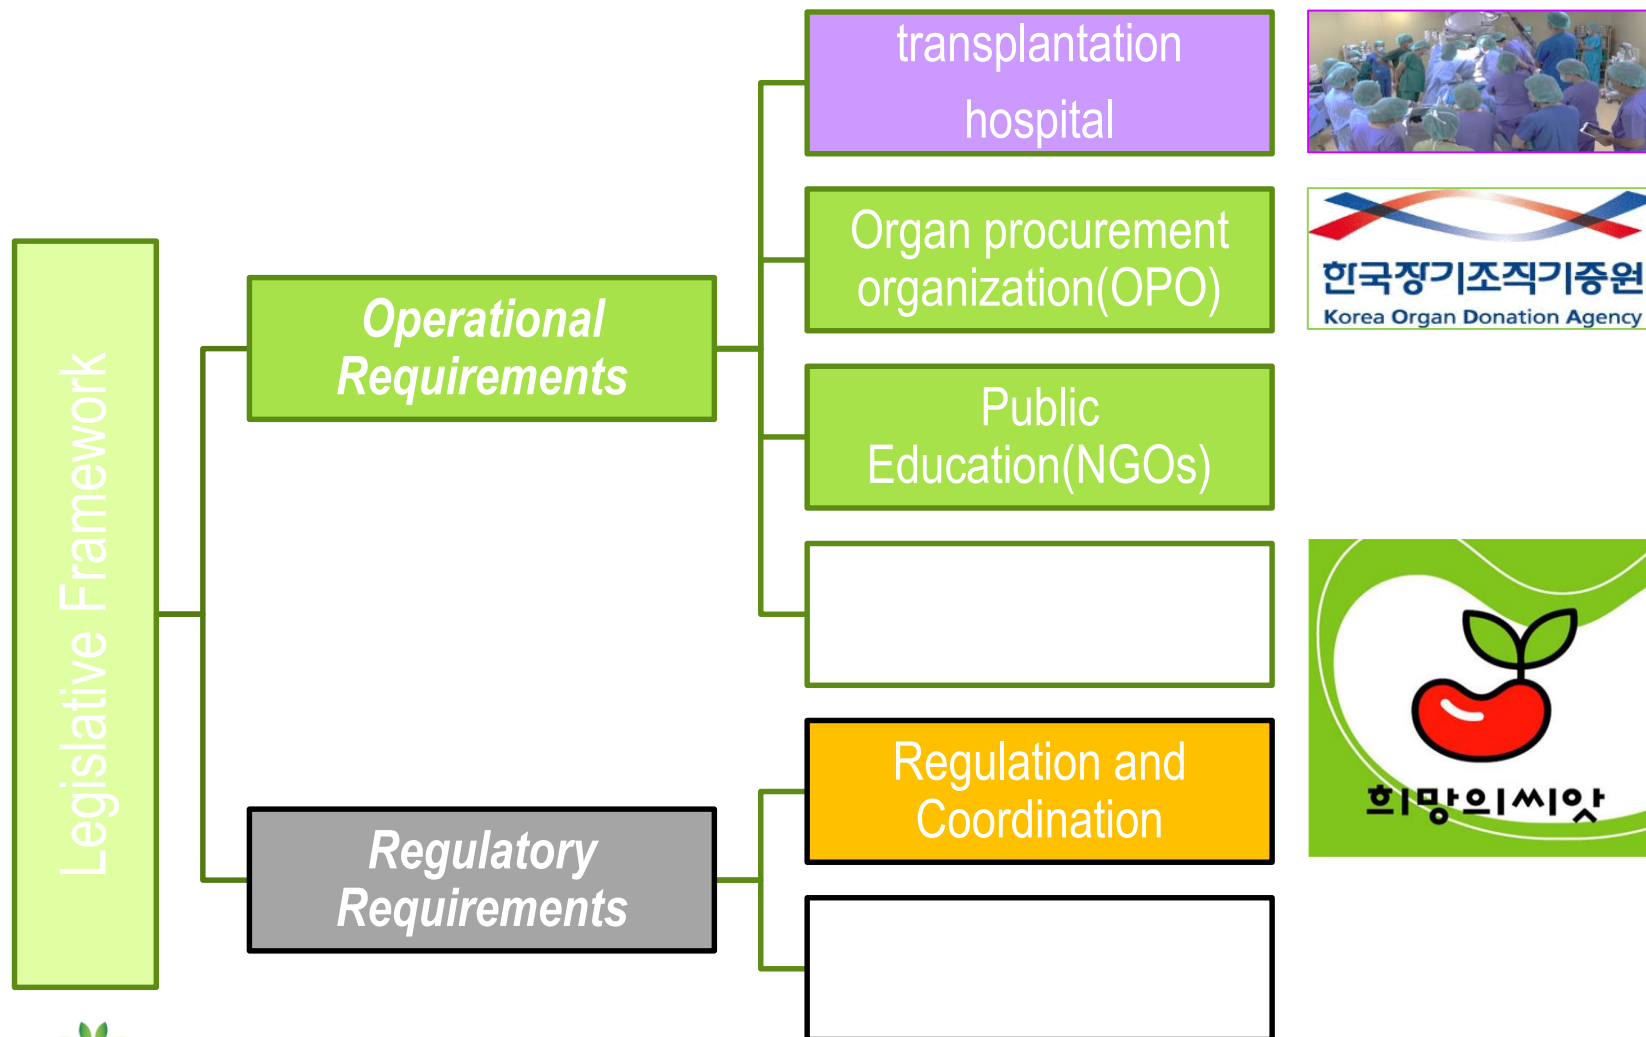 Legislative Framework
Operational
Requirements
Regulatory
Requirements
transplantation
hospital
Organ procurement
organization(OPO)
Public
Education(NGOs)
Regulation and
Coordination
한국장기조직기증원
Korea Organ Donation Agency
희망의씨앗